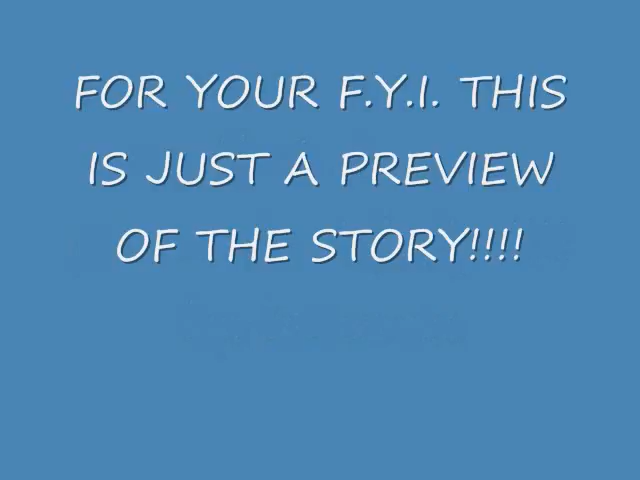 FOR YOUR F.Y.I. THIS
IS JUST A PREVIEW
OF THE STORY!!!!